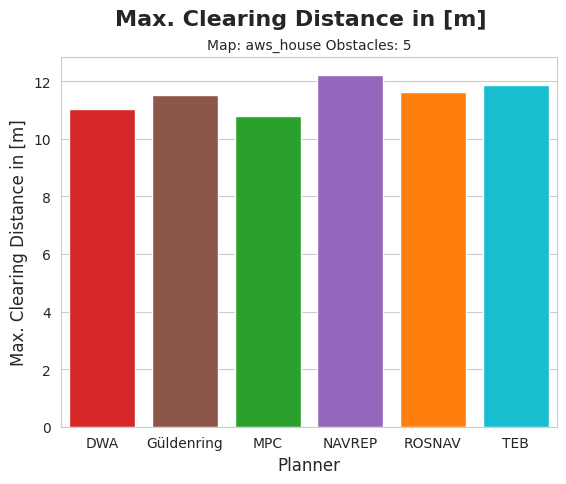 Max. Clearing Distance in [m]
Map: aws_house Obstacles: 5
Max. Clearing Distance in [m]
12
10
8
6
4
2
0
DWA Güldenring MPC NAVREP ROSNAV TEB
Planner